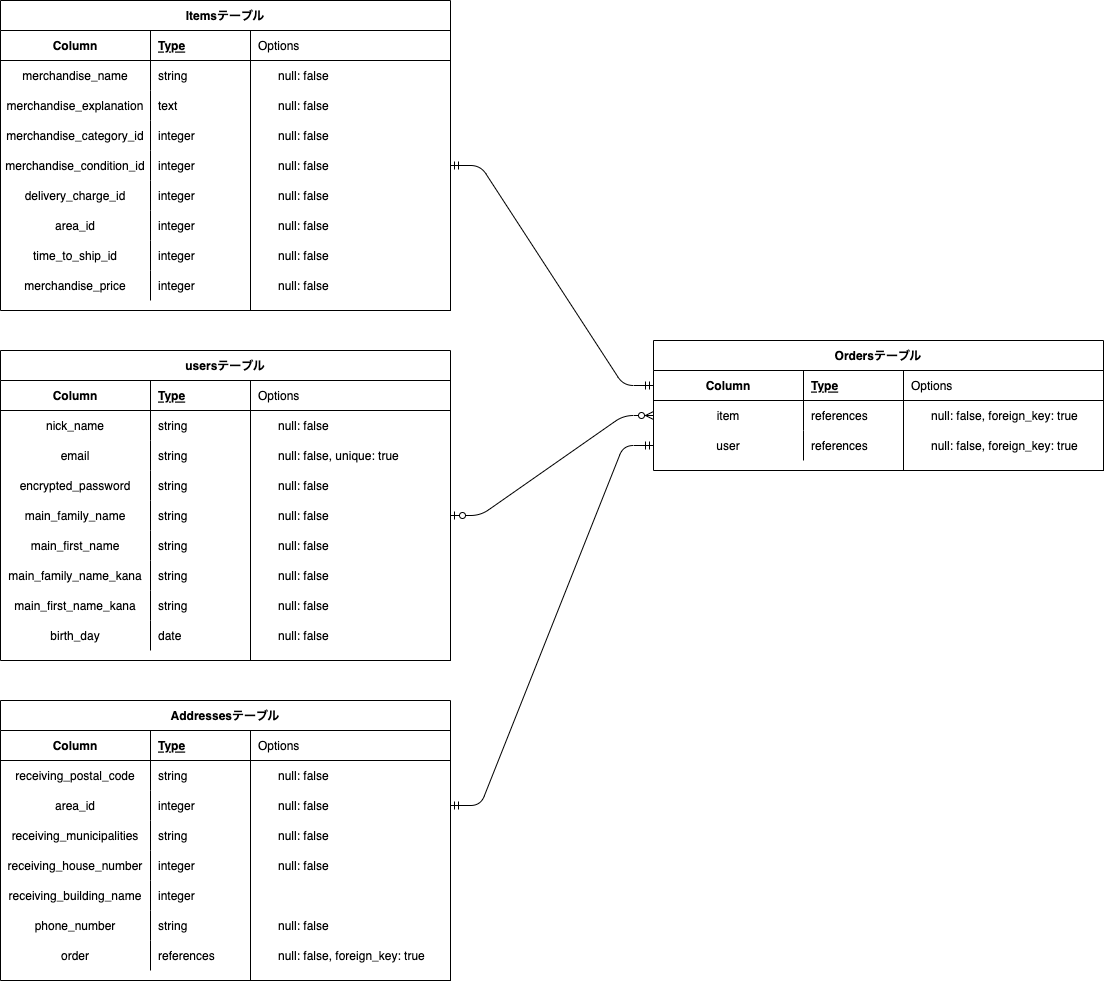 Itemsテーブル
Column Type Options
merchandise_name string null: false
merchandise_explanation text null: false
merchandise_category_id integer null: false
merchandise_condition_id integer null: false
delivery_charge_id integer null: false
area_id integer null: false
time_to_ship_id integer null: false
merchandise_price integer null: false
usersテーブル
Column Type Options
nick_name string null: false
email string null: false, unique: true
encrypted_password string null: false
main_family_name string null: false
main_first_name string null: false
main_family_name_kana string null: false
main_first_name_kana string null: false
birth_day date null: false
Addressesテーブル
Column Type Options
receiving_postal_code string null: false
area_id integer null: false
receiving_municipalities string null: false
receiving_house_number integer null: false
receiving_building_name integer
phone_number string null: false
order references null: false, foreign_key: true
Ordersテーブル
Column Type Options
item references null: false, foreign_key: true
user references null: false, foreign_key: true